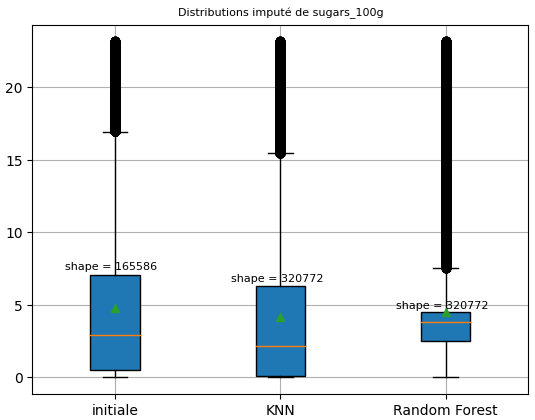 Distributions imputé de sugars_100g
20
15
10
5
0
shape = 165586
shape = 320772
shape = 320772
initiale
KNN
Random Forest